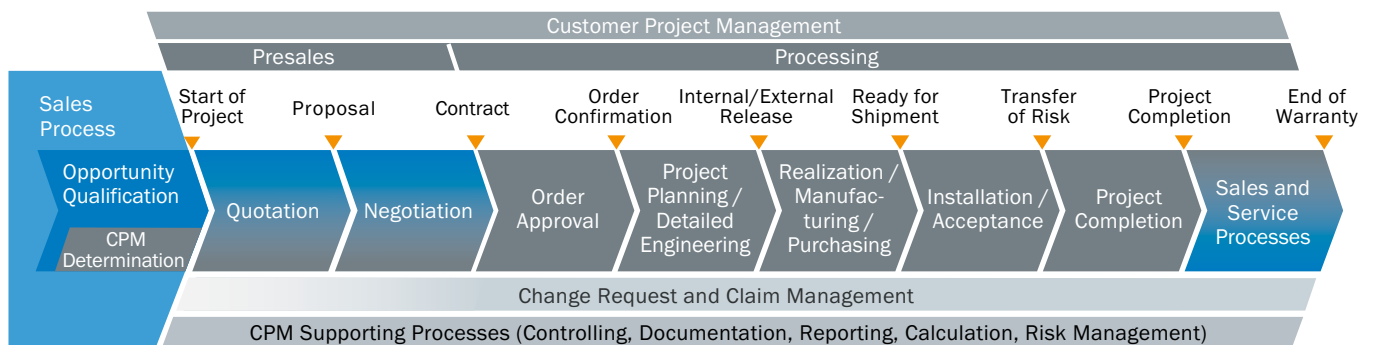 Customer Project Management
Presales
Processing
Sales
Process
Start of
Project
Proposal
Contract
Order
Confirmation
Internal/External
Release
Ready for
Shipment
Transfer
of Risk
Project
Completion
End of
Warranty
Opportunity
Qualification
CPM
Determination
Quotation
Negotiation
Order
Approval
Project
Planning /
Detailed
Engineering
Realization /
Manufac-
turing /
Purchasing
Installation /
Acceptance
Project
Completion
Sales and
Service
Processes
Change Request and Claim Management
CPM Supporting Processes (Controlling, Documentation, Reporting, Calculation, Risk Management)